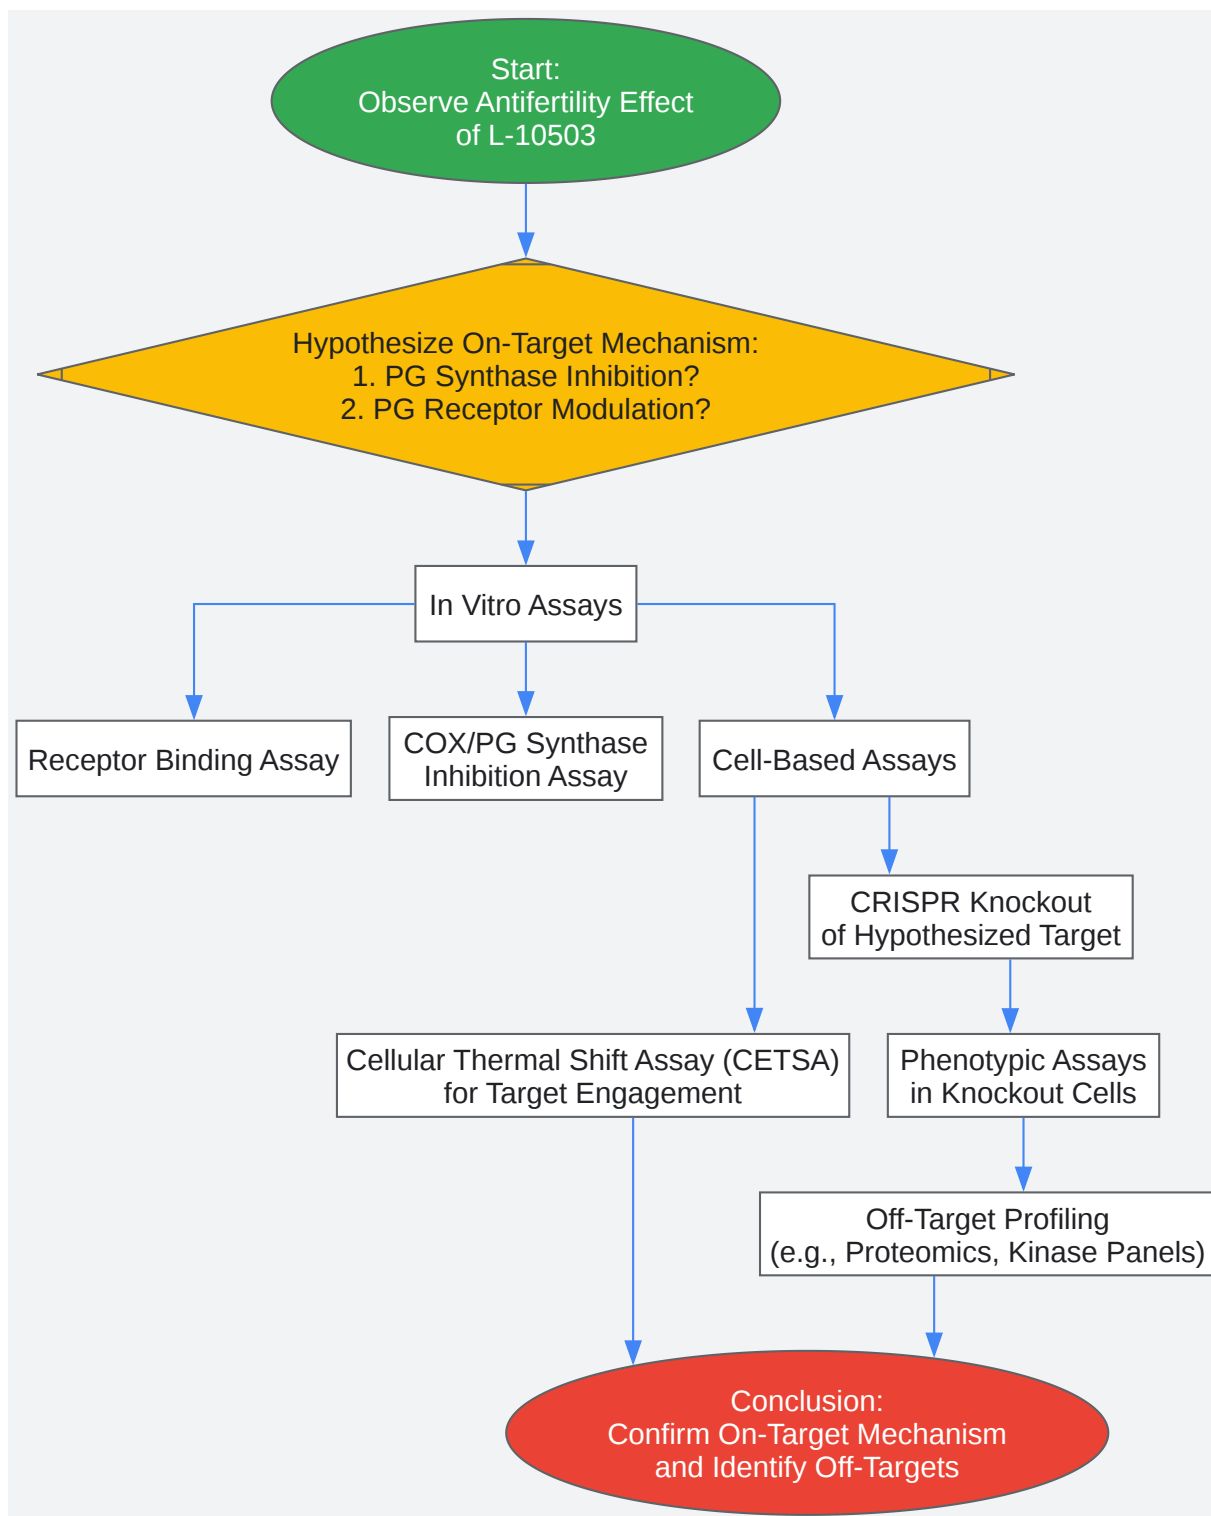 Start:
Observe Antifertility Effect
of L-10503
Hypothesize On-Target Mechanism:
1. PG Synthase Inhibition?
2. PG Receptor Modulation?
In Vitro Assays
Receptor Binding Assay
COX/PG Synthase
Inhibition Assay
Cell-Based Assays
CRISPR Knockout
of Hypothesized Target
Cellular Thermal Shift Assay (CETSA)
for Target Engagement
Phenotypic Assays
in Knockout Cells
Off-Target Profiling
(e.g., Proteomics, Kinase Panels)
Conclusion:
Confirm On-Target Mechanism
and Identify Off-Targets